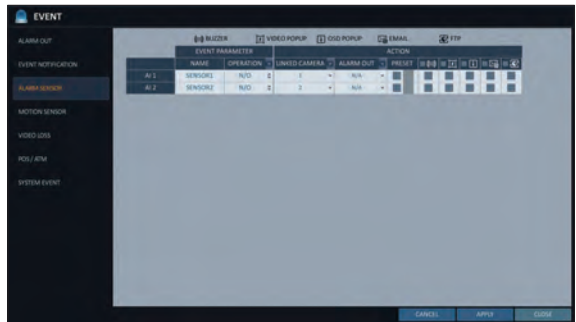 EVENT
ALARM OUT
EVENT NOTIFICATION
ALARM SENSOR
MOTION SENSOR
VIDEO LOSS
POS / ATM
SYSTEM EVENT
BUZZER VIDEO POPUP OSD POPUP EMAIL FTP
EVENT PARAMETER ACTION
NAME OPERATION LINKED CAMERA ALARM OUT PRESET
AI 1 SENSOR1 N/O 1 N/A
AI 2 SENSOR2 N/O 2 N/A
CANCEL APPLY CLOSE